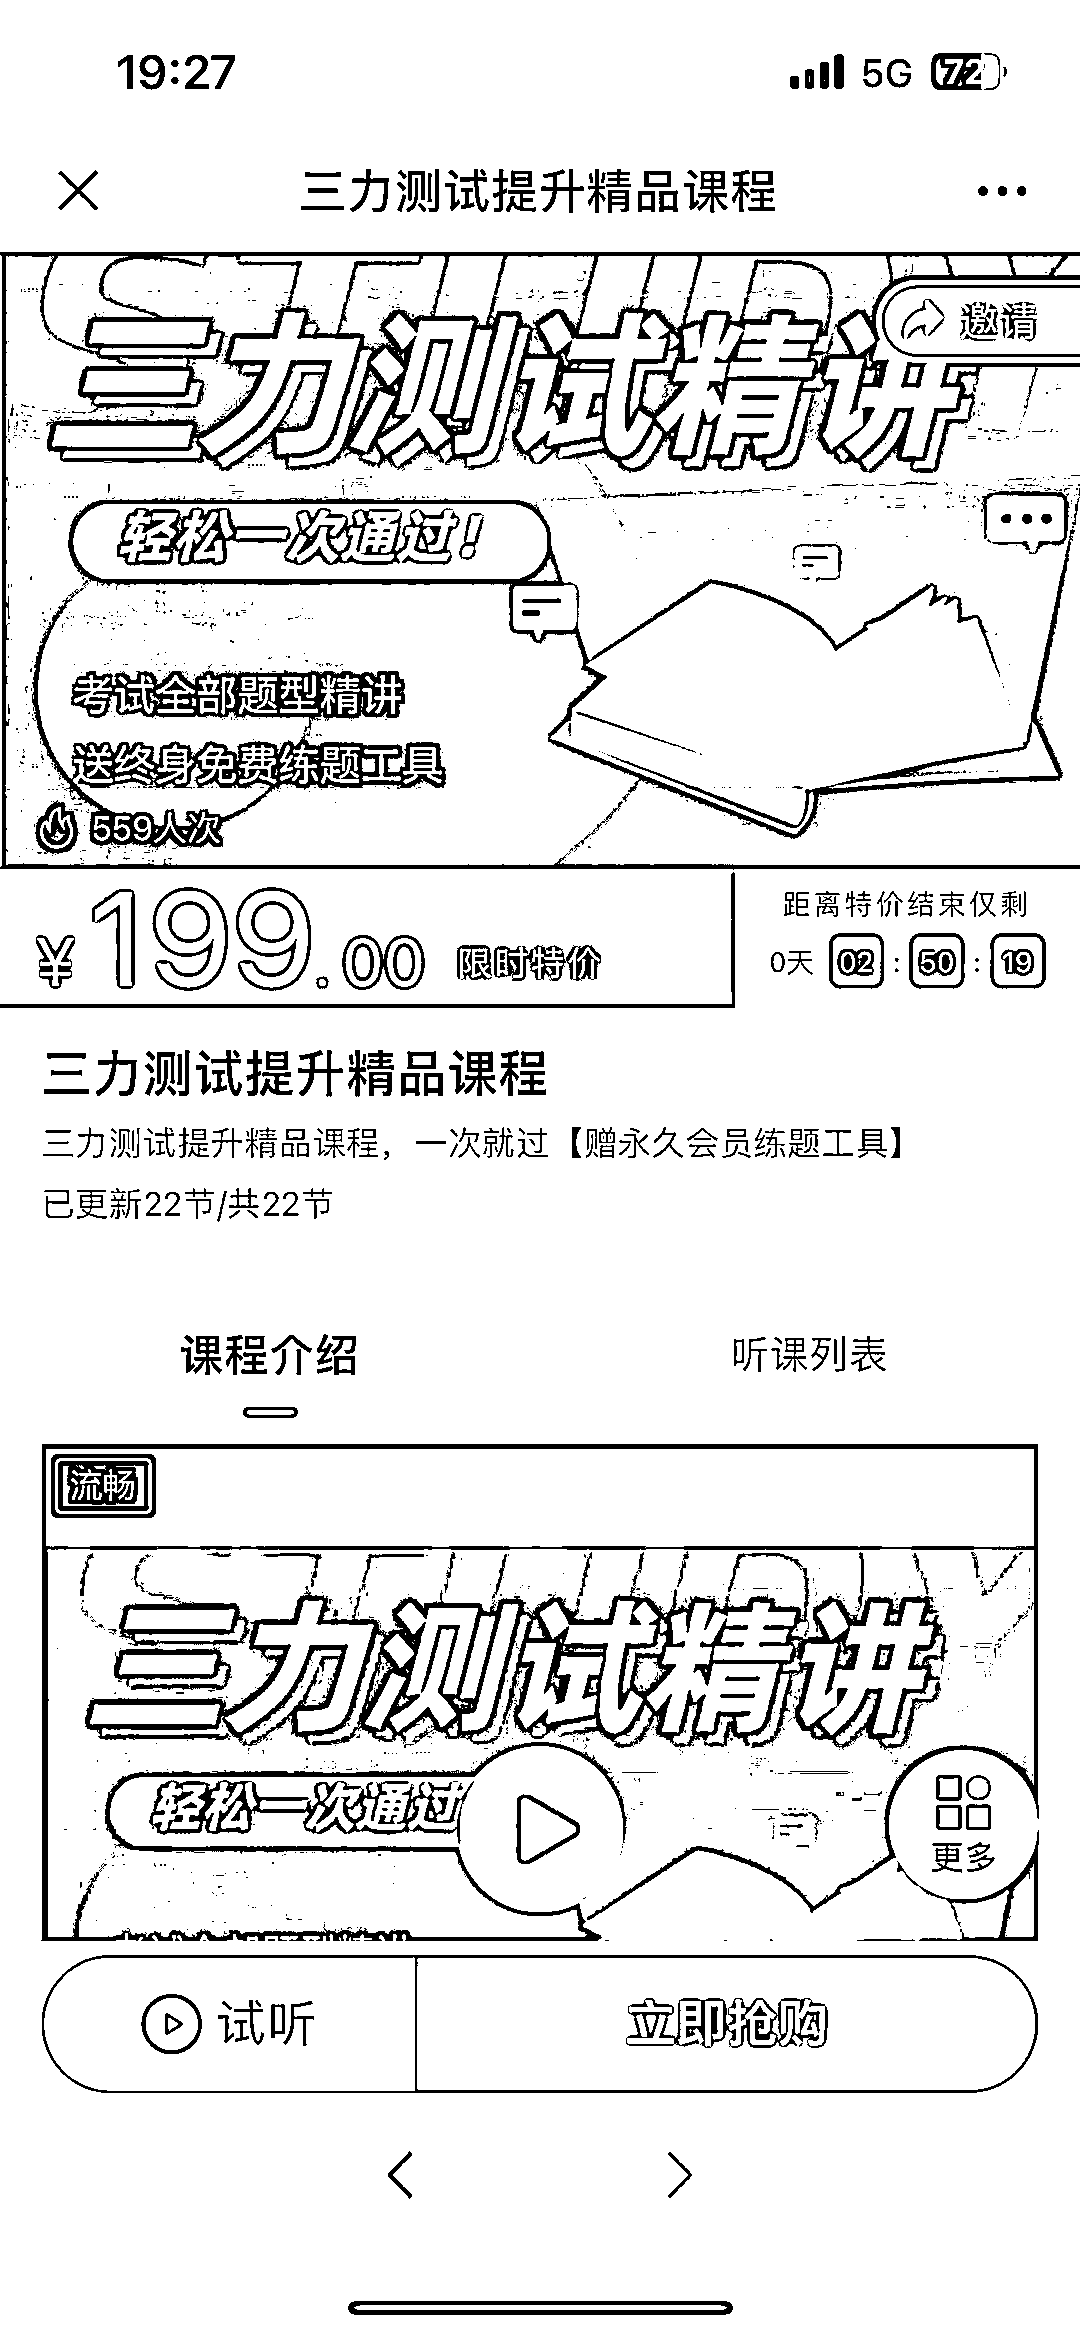 19:27 5G 72
三力测试提升精品课程
三力测试精讲
邀请
轻松一次通过!
考试全部题型精讲
送终身免费练题工具
559人次
¥199.00 限时特价
距离特价结束仅剩
0天 02:50:19
三力测试提升精品课程
三力测试提升精品课程，一次就过【赠永久会员练题工具】
已更新22节/共22节
课程介绍 听课列表
流畅
三力测试精讲
轻松一次通过
更多
试听 立即抢购